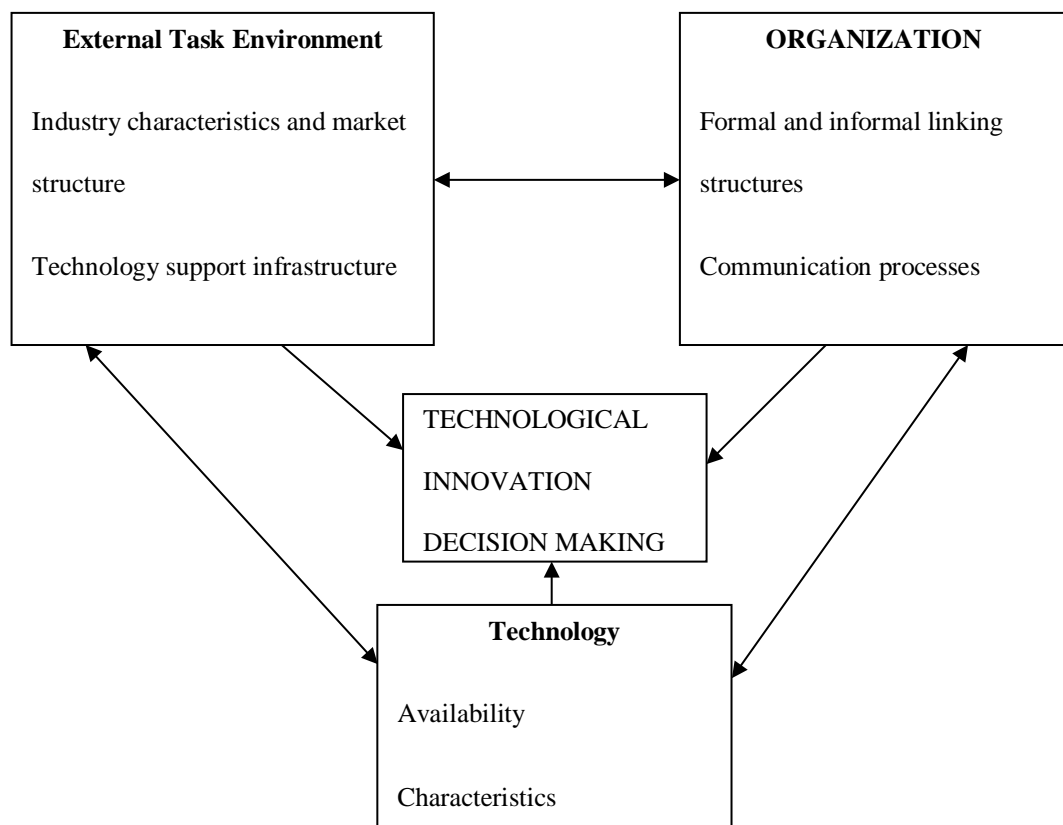 External Task Environment
Industry characteristics and market
structure
Technology support infrastructure
ORGANIZATION
Formal and informal linking
structures
Communication processes
TECHNOLOGICAL
INNOVATION
DECISION MAKING
Technology
Availability
Characteristics